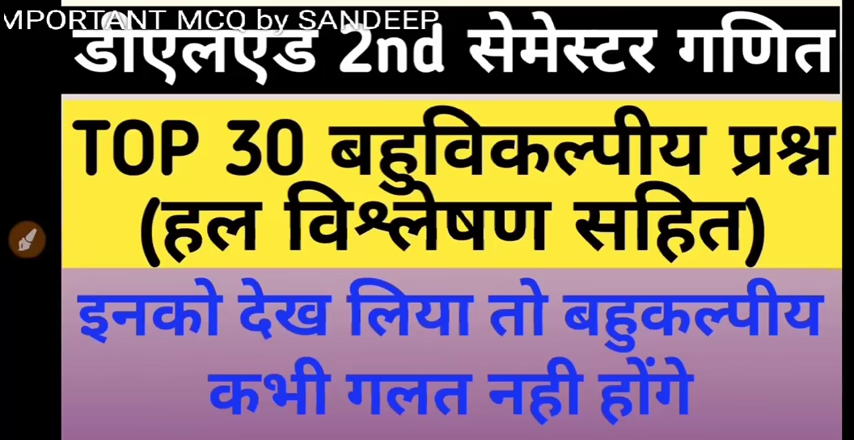 MPORTANT MCQ by SANDEEP
डीएलएड 2nd सेमेस्टर गणित
TOP 30 बहुविकल्पीय प्रश्न
(हल विश्लेषण सहित)
इनको देख लिया तो बहुकल्पीय
कभी गलत नही होंगे